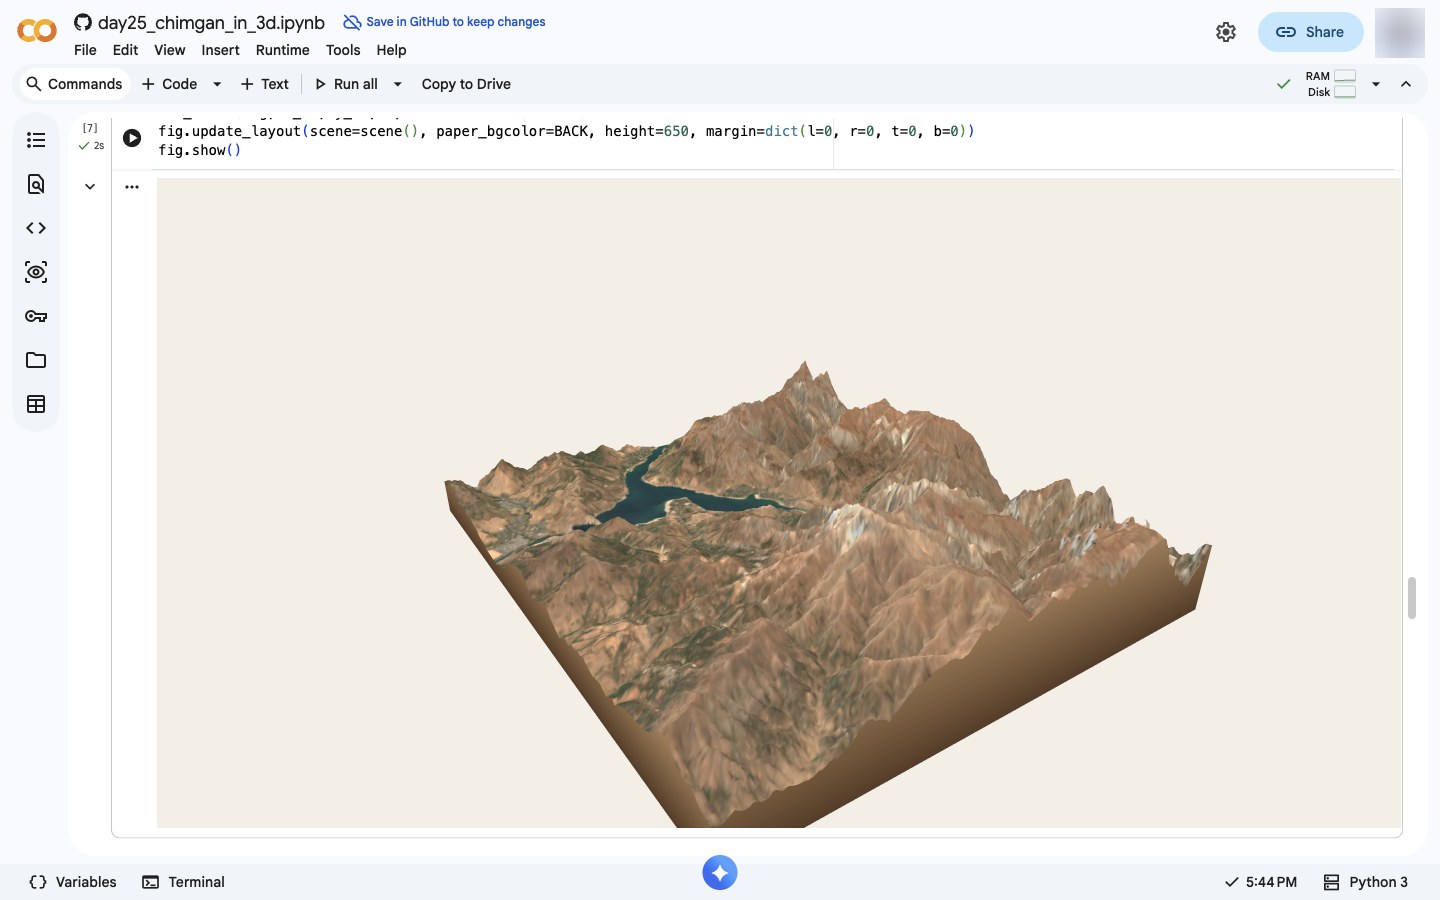 day25_chimgan_in_3d.ipynb
Save in GitHub to keep changes
File Edit View Insert Runtime Tools Help
Share
Commands
+ Code
+ Text
Run all
Copy to Drive
RAM
Disk
[7]
2s
fig.update_layout(scene=scene(), paper_bgcolor=BACK, height=650, margin=dict(l=0, r=0, t=0, b=0))
fig.show()
Variables
Terminal
5:44 PM
Python 3